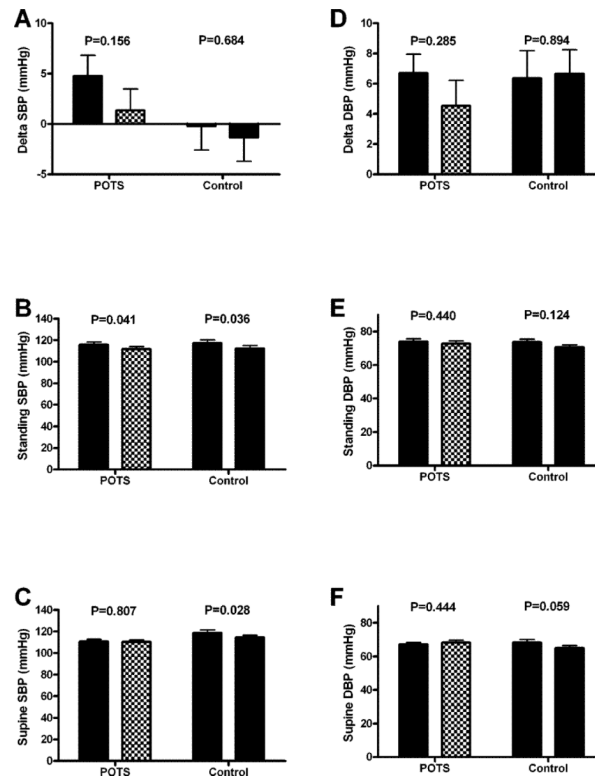 A
P=0.156 P=0.684
Delta SBP (mmHg)
10
5
0
-5
POTS Control
D
P=0.285 P=0.894
Delta DBP (mmHg)
10
8
6
4
2
0
POTS Control
B
P=0.041 P=0.036
Standing SBP (mmHg)
140
120
100
80
60
40
20
0
POTS Control
E
P=0.440 P=0.124
Standing DBP (mmHg)
80
60
40
20
0
POTS Control
C
P=0.807 P=0.028
Supine SBP (mmHg)
140
120
100
80
60
40
20
0
POTS Control
F
P=0.444 P=0.059
Supine DBP (mmHg)
80
60
40
20
0
POTS Control